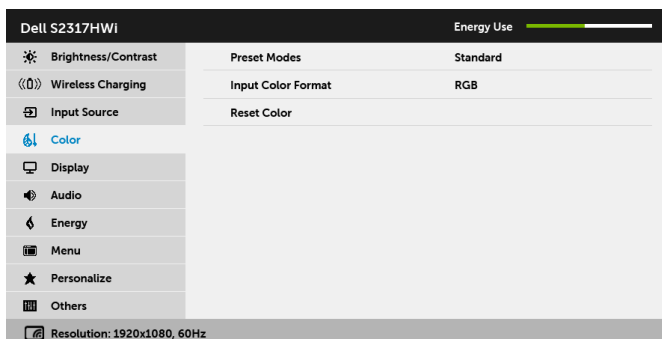 Dell S2317HWi
Energy Use
Brightness/Contrast
Preset Modes
Standard
Wireless Charging
Input Color Format
RGB
Input Source
Reset Color
Color
Display
Audio
Energy
Menu
Personalize
Others
Resolution: 1920x1080, 60Hz